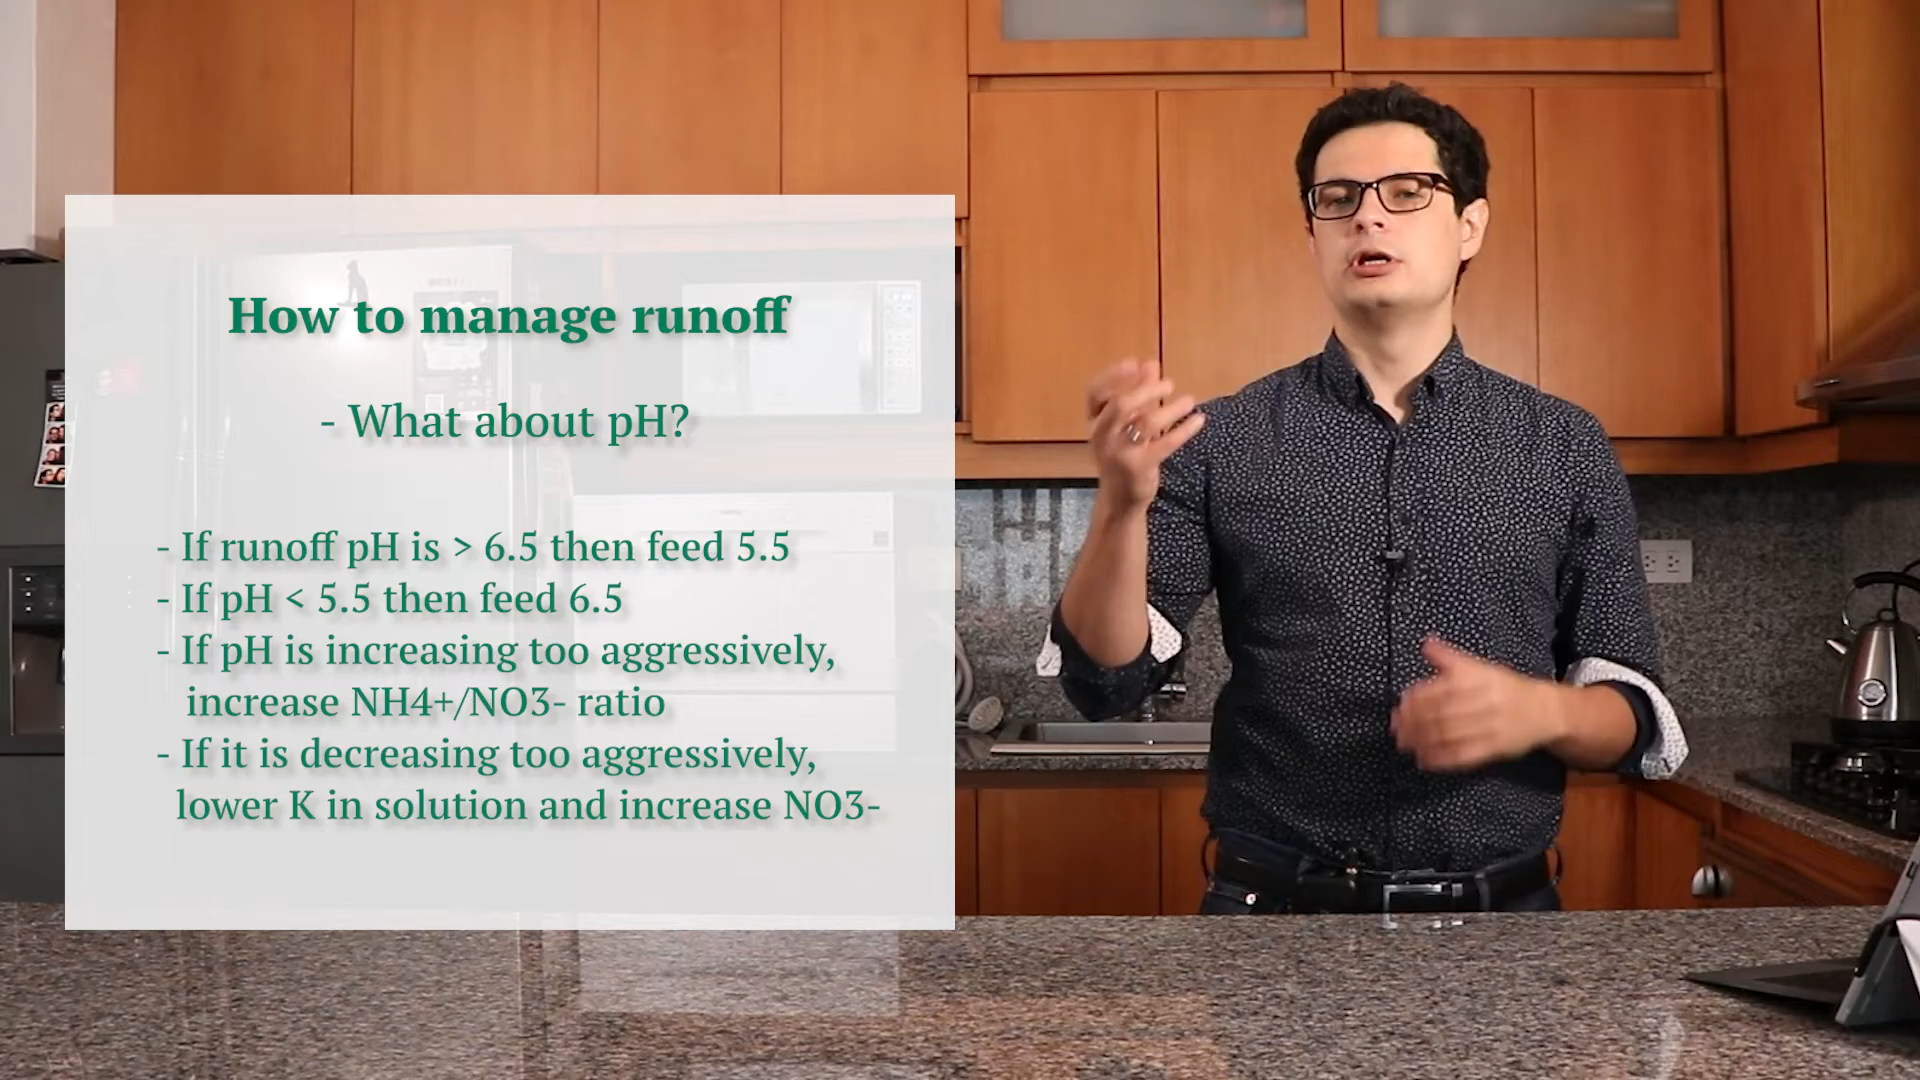 How to manage runoff
- What about pH?
- If runoff pH is > 6.5 then feed 5.5
- If pH < 5.5 then feed 6.5
- If pH is increasing too aggressively,
increase NH4+/NO3- ratio
- If it is decreasing too aggressively,
lower K in solution and increase NO3-